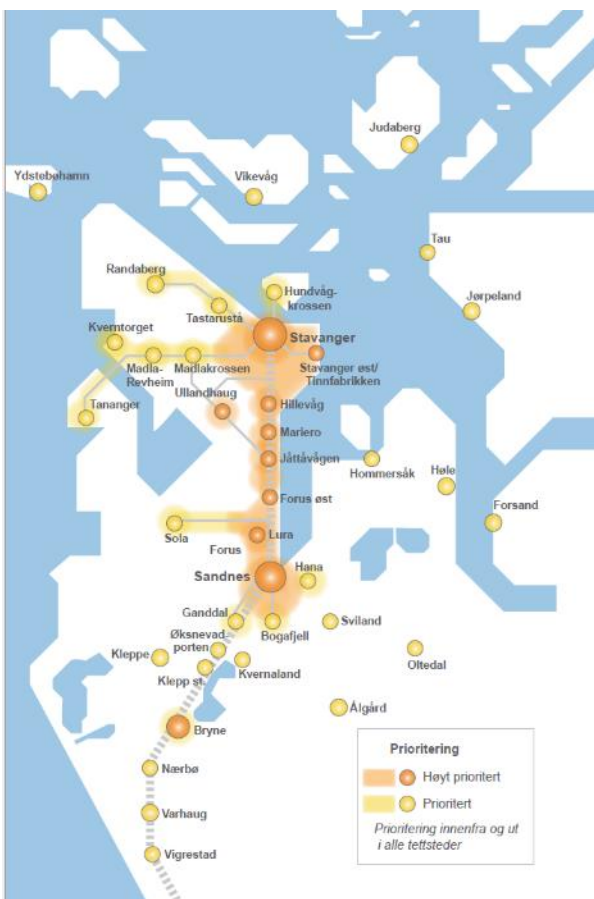 Judaberg
Ydstebøhamn
Vikevåg
Tau
Randaberg
Hundvåg-
krossen
Jørpeland
Tastarustå
Kverntorget
Stavanger
Madla-
Revheim
Madlakrossen
Stavanger øst/
Tinnfabrikken
Ullandhaug
Tananger
Hillevåg
Mariero
Jåttåvågen
Hommersåk
Høle
Forus øst
Forsand
Sola
Lura
Forus
Hana
Sandnes
Ganddal
Bogafjell
Sviland
Øksnevad-
porten
Kleppe
Oltedal
Klepp st.
Kvernaland
Ålgård
Bryne
Nærbø
Varhaug
Vigrestad
Prioritering
Høyt prioritert
Prioritert
Prioritering innenfra og ut
i alle tettsteder